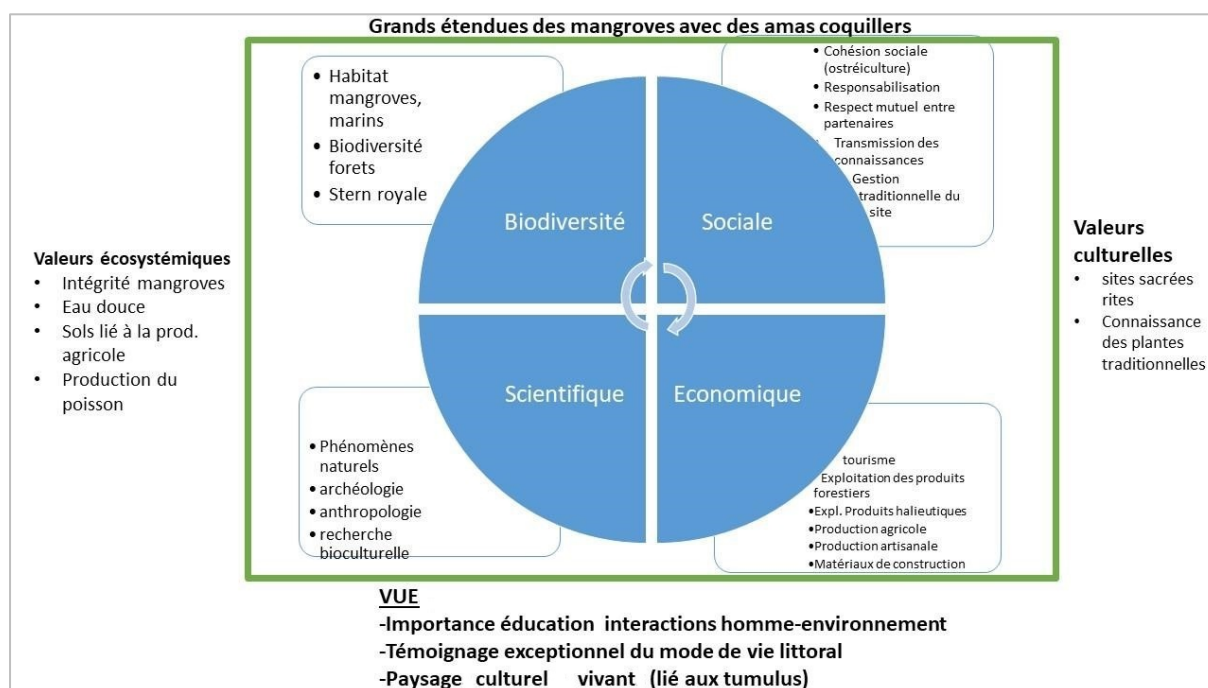 Grands étendues des mangroves avec des amas coquillers
• Habitat
mangroves,
marins
• Biodiversité
forets
• Stern royale
• Cohésion sociale
(ostréiculture)
• Responsabilisation
• Respect mutuel entre
partenaires
Transmission des
connaissances
Gestion
traditionnelle du
site
Biodiversité
Sociale
Valeurs écosystémiques
• Intégrité mangroves
• Eau douce
• Sols lié à la prod.
agricole
• Production du
poisson
Valeurs
culturelles
• sites sacrées
rites
• Connaissance
des plantes
traditionnelles
Scientifique
Economique
• Phénomènes
naturels
• archéologie
• anthropologie
• recherche
bioculturelle
tourisme
Exploitation des produits
forestiers
•Expl. Produits halieutiques
•Production agricole
•Production artisanale
•Matériaux de construction
VUE
-Importance éducation interactions homme-environnement
-Témoignage exceptionnel du mode de vie littoral
-Paysage culturel vivant (lié aux tumulus)